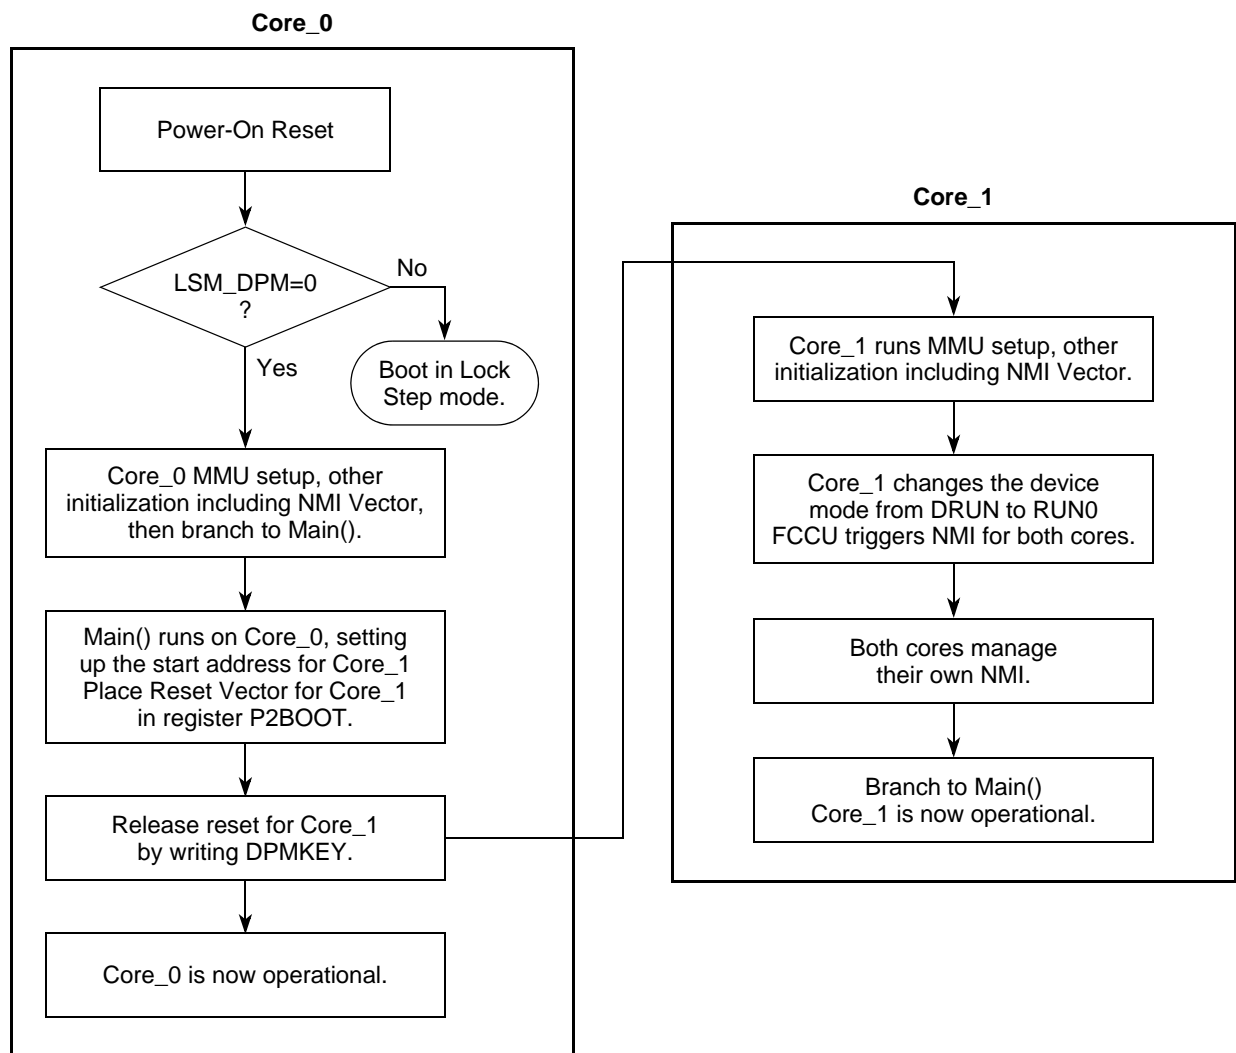 Core_0
Power-On Reset
LSM_DPM=0
?
No
Yes
Boot in Lock
Step mode.
Core_0 MMU setup, other
initialization including NMI Vector,
then branch to Main().
Main() runs on Core_0, setting
up the start address for Core_1
Place Reset Vector for Core_1
in register P2BOOT.
Release reset for Core_1
by writing DPMKEY.
Core_0 is now operational.
Core_1
Core_1 runs MMU setup, other
initialization including NMI Vector.
Core_1 changes the device
mode from DRUN to RUN0
FCCU triggers NMI for both cores.
Both cores manage
their own NMI.
Branch to Main()
Core_1 is now operational.